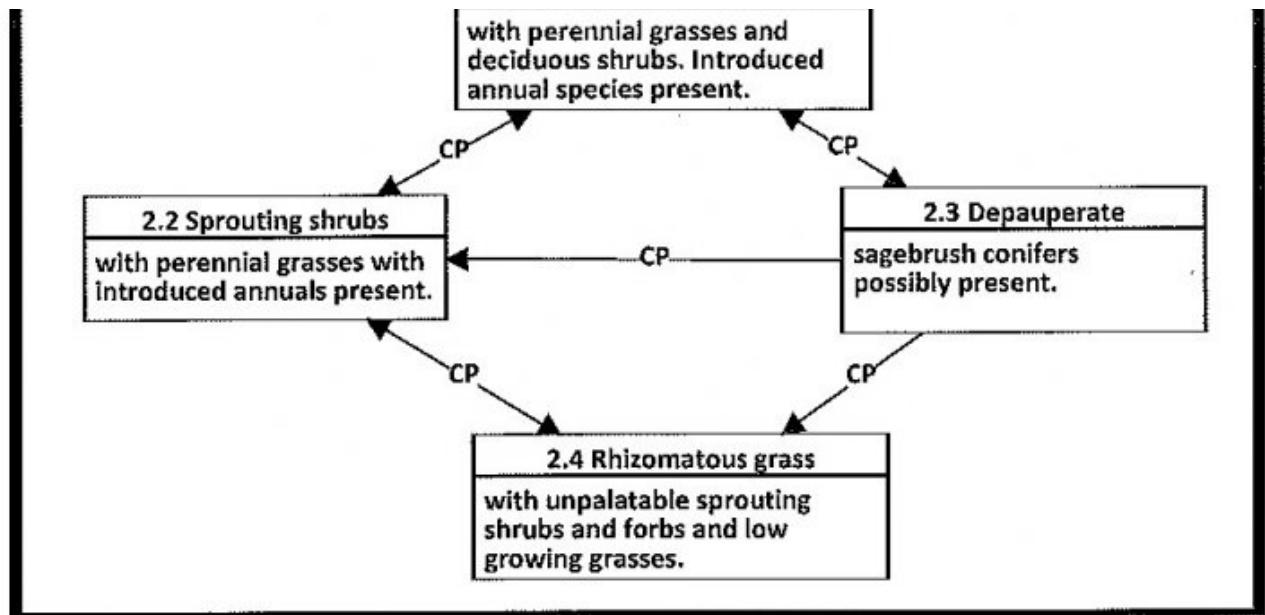 with perennial grasses and
deciduous shrubs. Introduced
annual species present.
CP
CP
2.2 Sprouting shrubs
with perennial grasses with
introduced annuals present.
CP
2.3 Depauperate
sagebrush conifers
possibly present.
CP
CP
2.4 Rhizomatous grass
with unpalatable sprouting
shrubs and forbs and low
growing grasses.